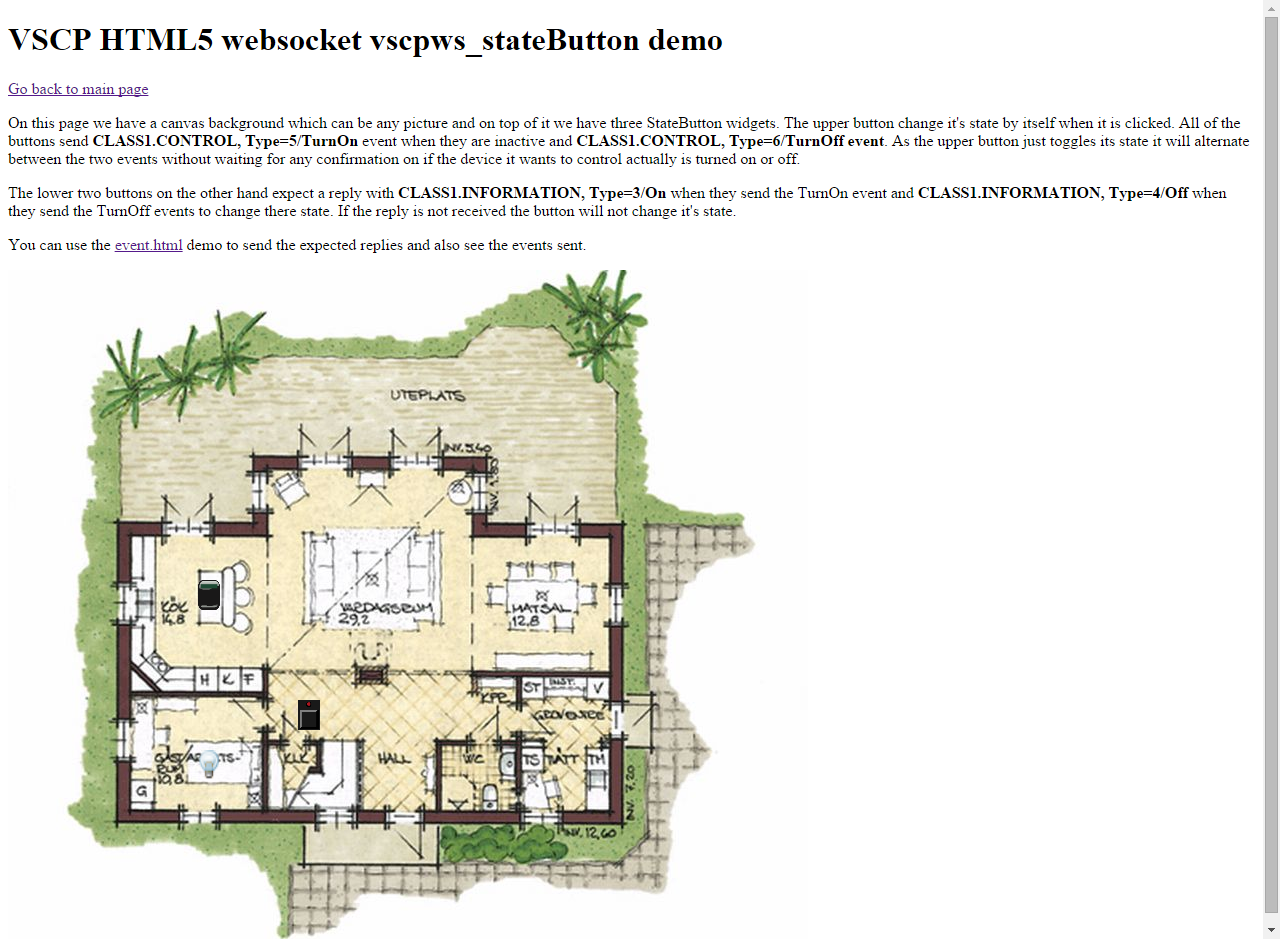 VSCP HTML5 websocket vscpws_stateButton demo
Go back to main page
On this page we have a canvas background which can be any picture and on top of it we have three StateButton widgets. The upper button change it's state by itself when it is clicked. All of the
buttons send CLASS1.CONTROL, Type=5/TurnOn event when they are inactive and CLASS1.CONTROL, Type=6/TurnOff event. As the upper button just toggles its state it will alternate
between the two events without waiting for any confirmation on if the device it wants to control actually is turned on or off.
The lower two buttons on the other hand expect a reply with CLASS1.INFORMATION, Type=3/On when they send the TurnOn event and CLASS1.INFORMATION, Type=4/Off when
they send the TurnOff events to change there state. If the reply is not received the button will not change it's state.
You can use the event.html demo to send the expected replies and also see the events sent.
UTEPLATS
INV. 5,40
INV. 1,80
KÖK
14,8
VARDAGSRUM
29,2
MATSAL
12,8
H K F
ST INST. V
KPR
GROVENTRE
G
KLK
HALL
WC
TS TVÄTT TM
RUM
10,8
INV. 7,20
INV. 12,60